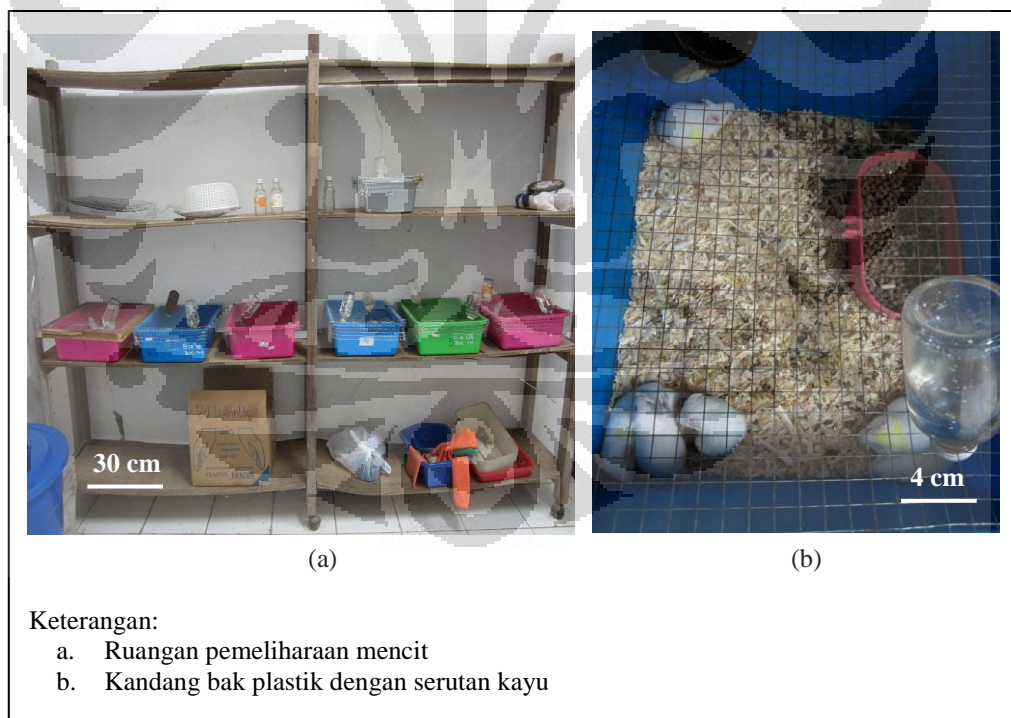 30 cm
4 cm
(a)
(b)
Keterangan:
a. Ruangan pemeliharaan mencit
b. Kandang bak plastik dengan serutan kayu